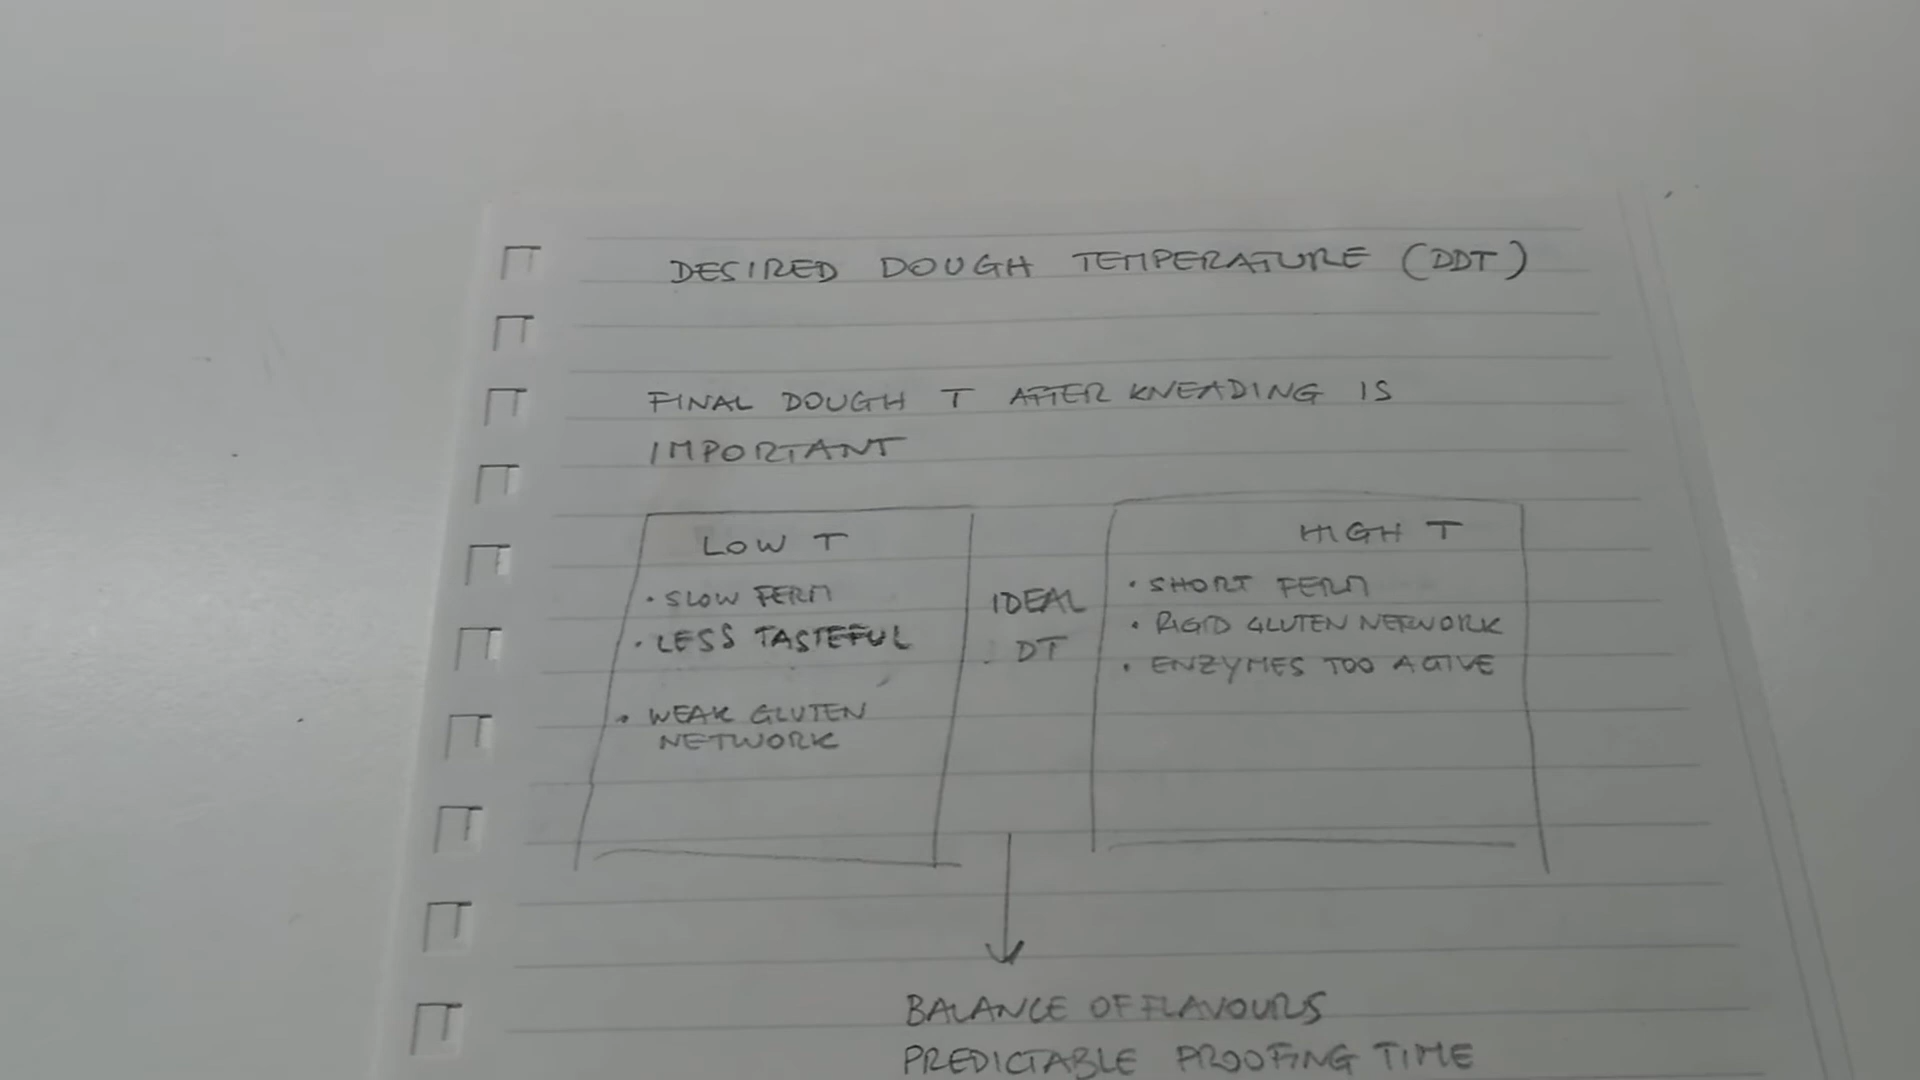 DESIRED DOUGH TEMPERATURE (DDT)
FINAL DOUGH T AFTER KNEADING IS
IMPORTANT
LOW T
• SLOW FERM
• LESS TASTEFUL
• WEAK GLUTEN
NETWORK
IDEAL
DT
HIGH T
• SHORT FERM
• RIGID GLUTEN NETWORK
• ENZYMES TOO ACTIVE
BALANCE OF FLAVOURS
PREDICTABLE PROOFING TIME